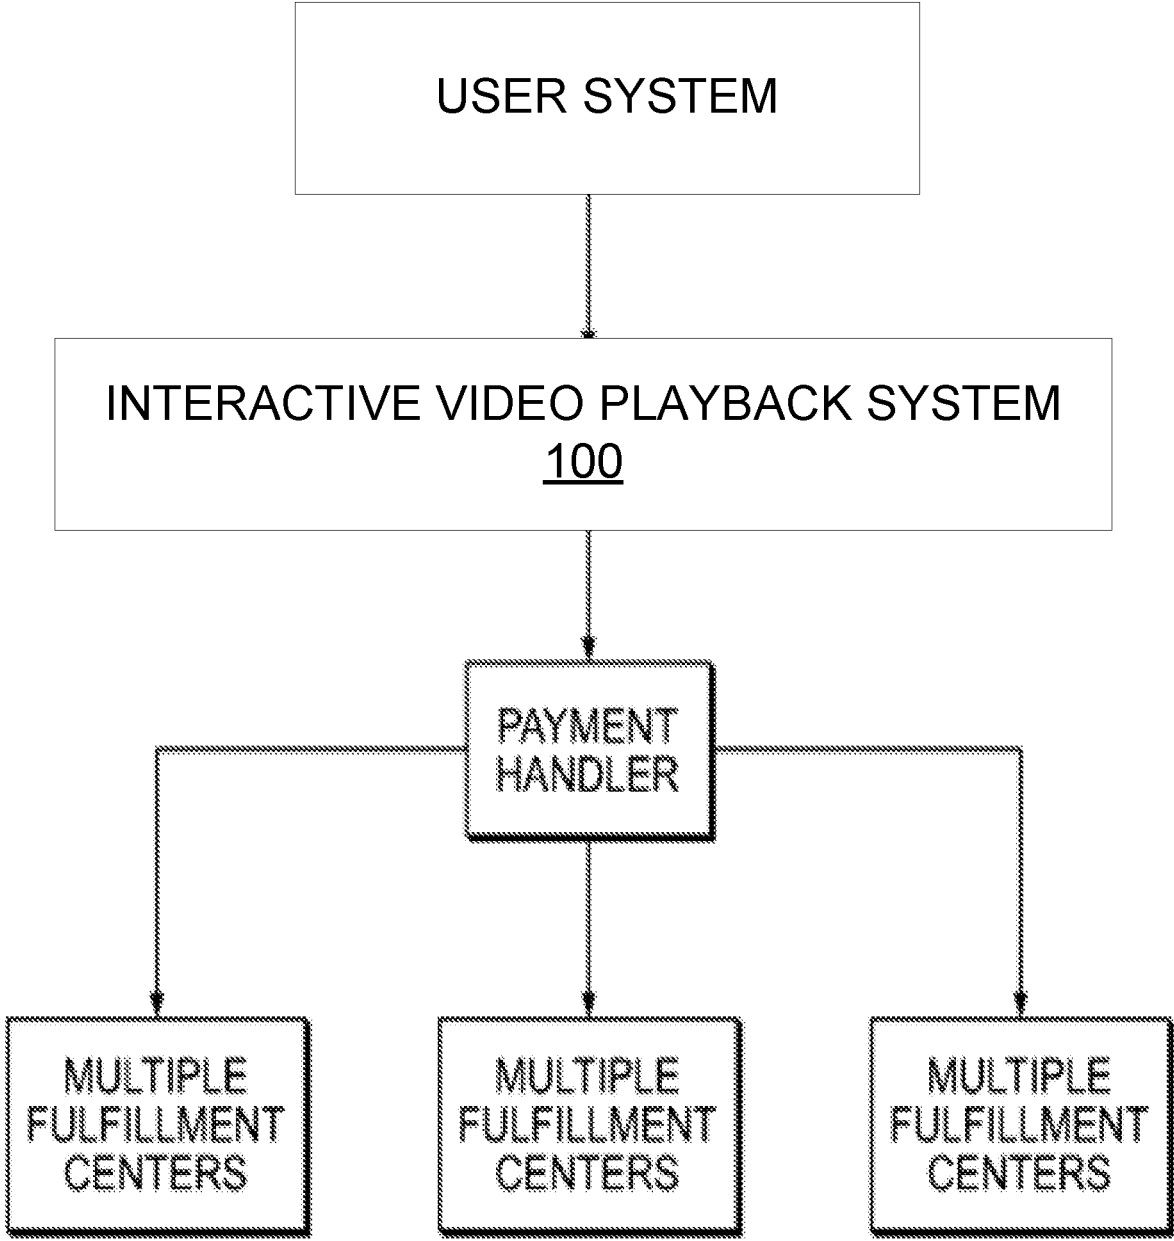 USER SYSTEM
INTERACTIVE VIDEO PLAYBACK SYSTEM
100
PAYMENT
HANDLER
MULTIPLE
FULFILLMENT
CENTERS
MULTIPLE
FULFILLMENT
CENTERS
MULTIPLE
FULFILLMENT
CENTERS